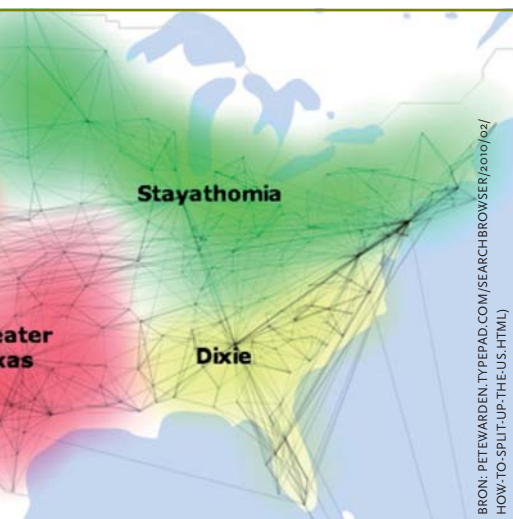 Stayathomia
eater
xas
Dixie
BRON: PETEWARDEN.TYPEPAD.COM/SEARCHBROWSER/2010/02/
HOW-TO-SPLIT-UP-THE-US.HTML)